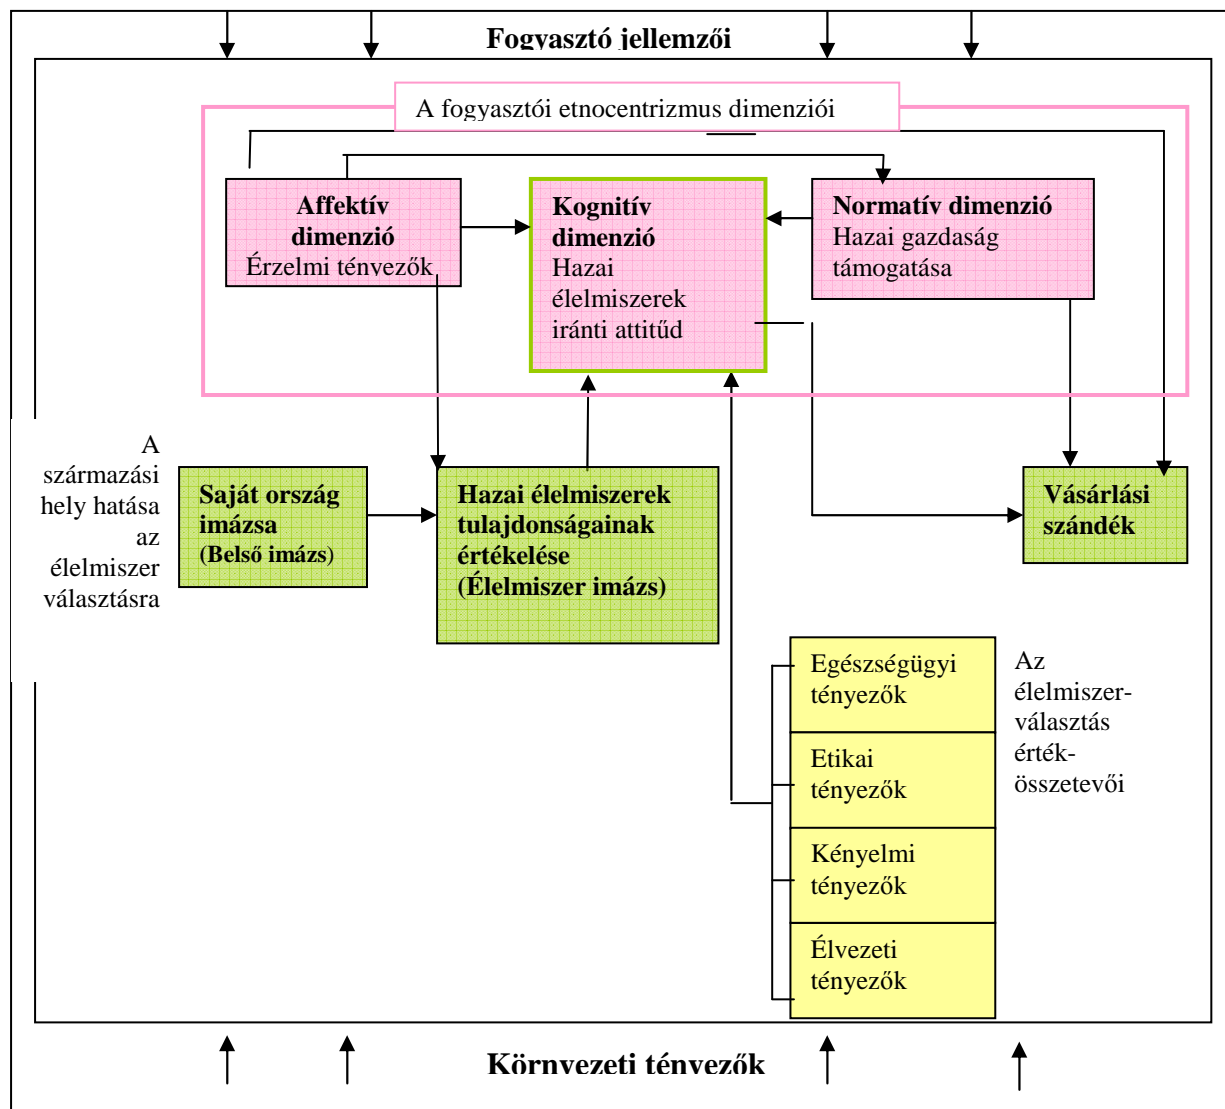 Fogyasztó jellemzői
A fogyasztói etnocentrizmus dimenziói
Affektív
dimenzió
Érzelmi tényezők
Kognitív
dimenzió
Hazai
élelmiszerek
iránti attitűd
Normatív dimenzió
Hazai gazdaság
támogatása
A
származási
hely hatása
az
élelmiszer
választásra
Saját ország
imázsa
(Belső imázs)
Hazai élelmiszerek
tulajdonságainak
értékelése
(Élelmiszer imázs)
Vásárlási
szándék
Egészségügyi
tényezők
Etikai
tényezők
Kényelmi
tényezők
Élvezeti
tényezők
Az
élelmiszer-
választás
érték-
összetevői
Környezeti tényezők